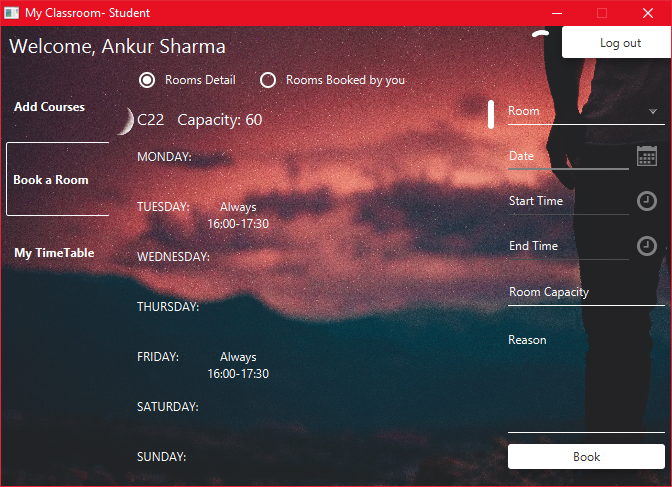 My Classroom- Student
Welcome, Ankur Sharma
Log out
Rooms Detail
Rooms Booked by you
Add Courses
Book a Room
My TimeTable
C22 Capacity: 60
MONDAY:
TUESDAY: Always
16:00-17:30
WEDNESDAY:
THURSDAY:
FRIDAY: Always
16:00-17:30
SATURDAY:
SUNDAY:
Room
Date
Start Time
End Time
Room Capacity
Reason
Book